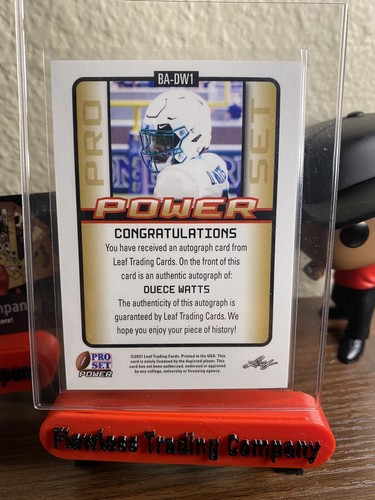 BA-DW1
PRO
SET
POWER
CONGRATULATIONS
You have received an autograph card from
Leaf Trading Cards. On the front of this
card is an authentic autograph of:
DUECE WATTS
The authenticity of this autograph is
guaranteed by Leaf Trading Cards. We
hope you enjoy your piece of history!
©2021 Leaf Trading Cards. Printed in the USA. This
card is solely licensed by the depicted player. This
card has not been authorized, endorsed or approved
by any college, university or licensing agency.
PRO
SET
POWER
Leaf
Flawless Trading Company